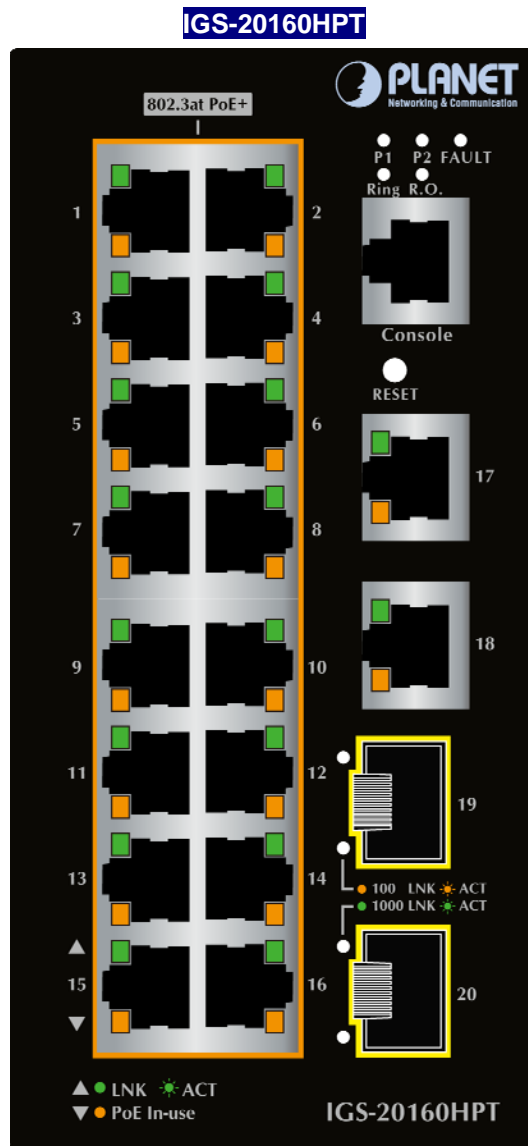 IGS-20160HPT
PLANET
Networking & Communication
802.3at PoE+
P1 P2 FAULT
Ring R.O.
Console
RESET
1 2
3 4
5 6
7 8
9 10
11 12
13 14
15 16
17
18
19
100 LNK ACT
1000 LNK ACT
20
LNK ACT
PoE In-use
IGS-20160HPT